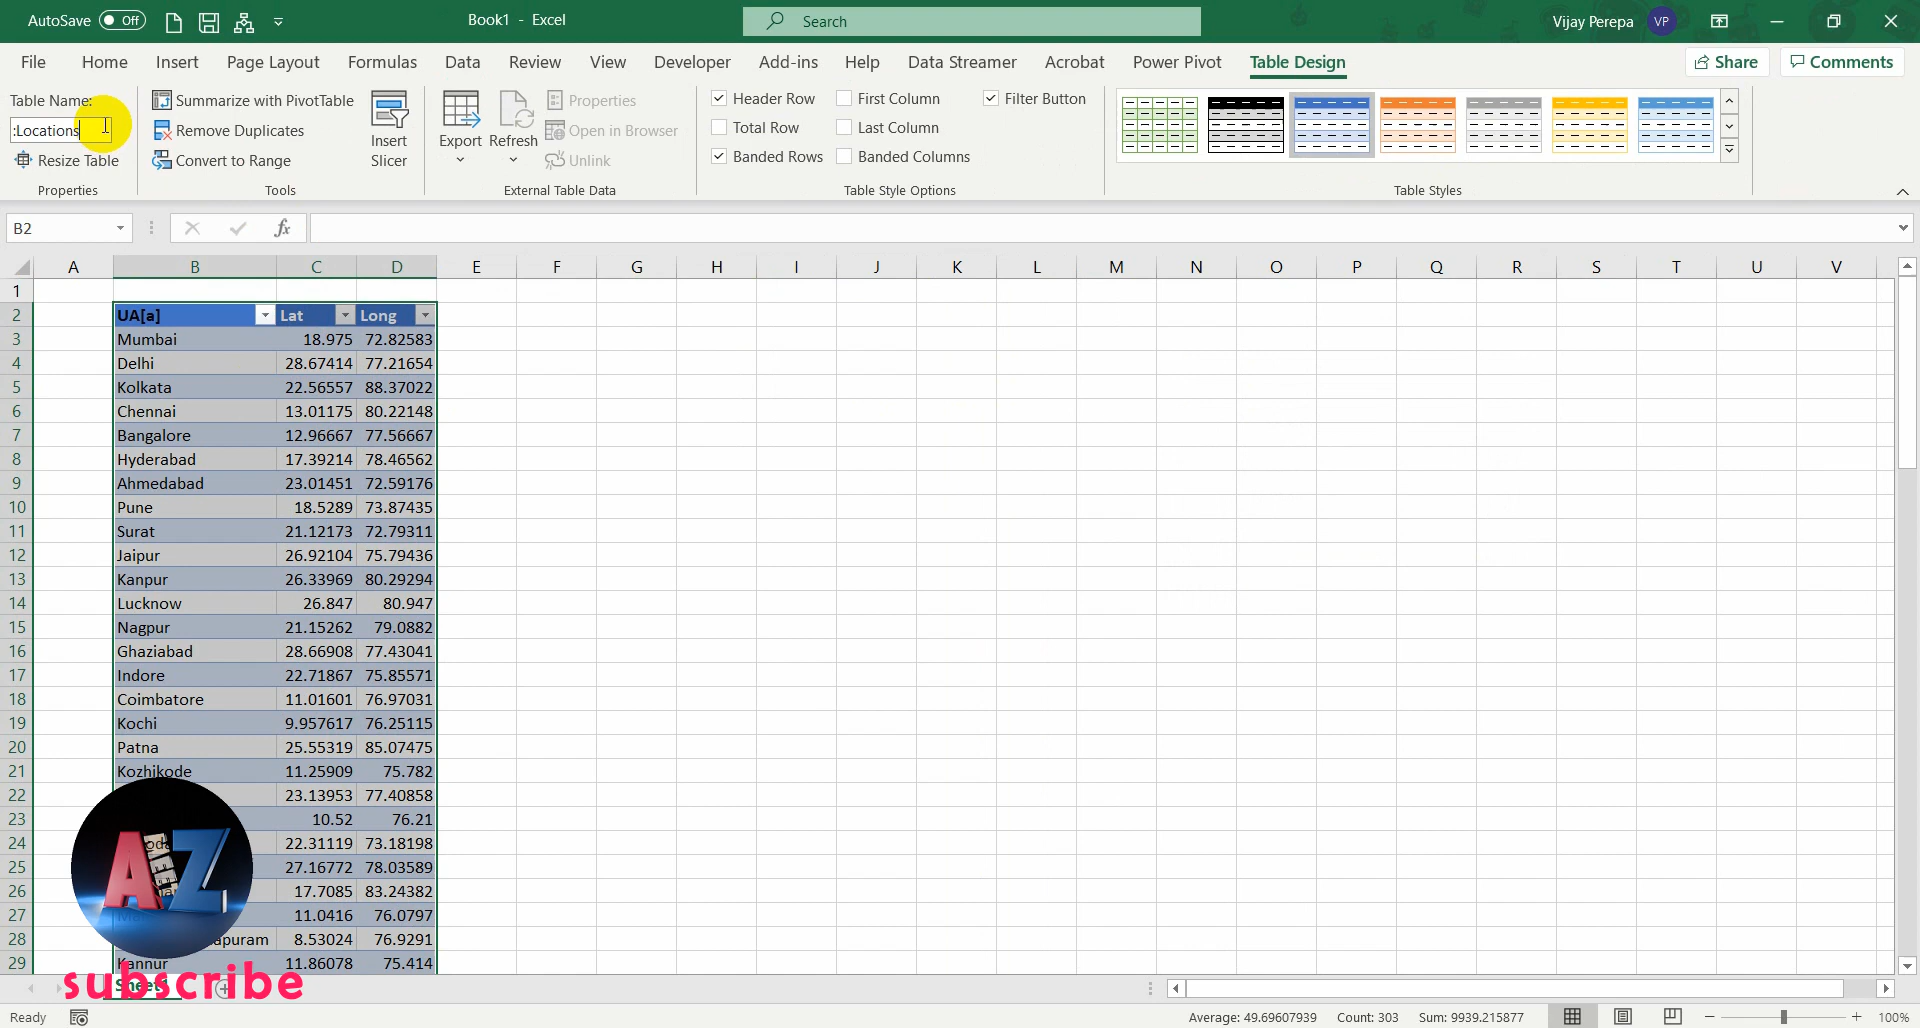 AutoSave Off Book1 - Excel Search Vijay Perepa VP
File Home Insert Page Layout Formulas Data Review View Developer Add-ins Help Data Streamer Acrobat Power Pivot Table Design Share Comments
Table Name:
:Locations
Resize Table
Properties
Summarize with PivotTable
Remove Duplicates
Convert to Range
Tools
Insert
Slicer
Export
Refresh
Properties
Open in Browser
Unlink
External Table Data
Header Row
Total Row
Banded Rows
First Column
Last Column
Banded Columns
Filter Button
Table Style Options
Table Styles
B2 fx
A B C D E F G H I J K L M N O P Q R S T U V
1
2 UA[a] Lat Long
3 Mumbai 18.975 72.82583
4 Delhi 28.67414 77.21654
5 Kolkata 22.56557 88.37022
6 Chennai 13.01175 80.22148
7 Bangalore 12.96667 77.56667
8 Hyderabad 17.39214 78.46562
9 Ahmedabad 23.01451 72.59176
10 Pune 18.5289 73.87435
11 Surat 21.12173 72.79311
12 Jaipur 26.92104 75.79436
13 Kanpur 26.33969 80.29294
14 Lucknow 26.847 80.947
15 Nagpur 21.15262 79.0882
16 Ghaziabad 28.66908 77.43041
17 Indore 22.71867 75.85571
18 Coimbatore 11.01601 76.97031
19 Kochi 9.957617 76.25115
20 Patna 25.55319 85.07475
21 Kozhikode 11.25909 75.782
22 23.13953 77.40858
23 10.52 76.21
24 22.31119 73.18198
25 27.16772 78.03589
26 17.7085 83.24382
27 11.0416 76.0797
28 apuram 8.53024 76.9291
29 Kannur 11.86078 75.414
AZ
subscribe
Sheet1
Ready Average: 49.69607939 Count: 303 Sum: 9939.215877 100%